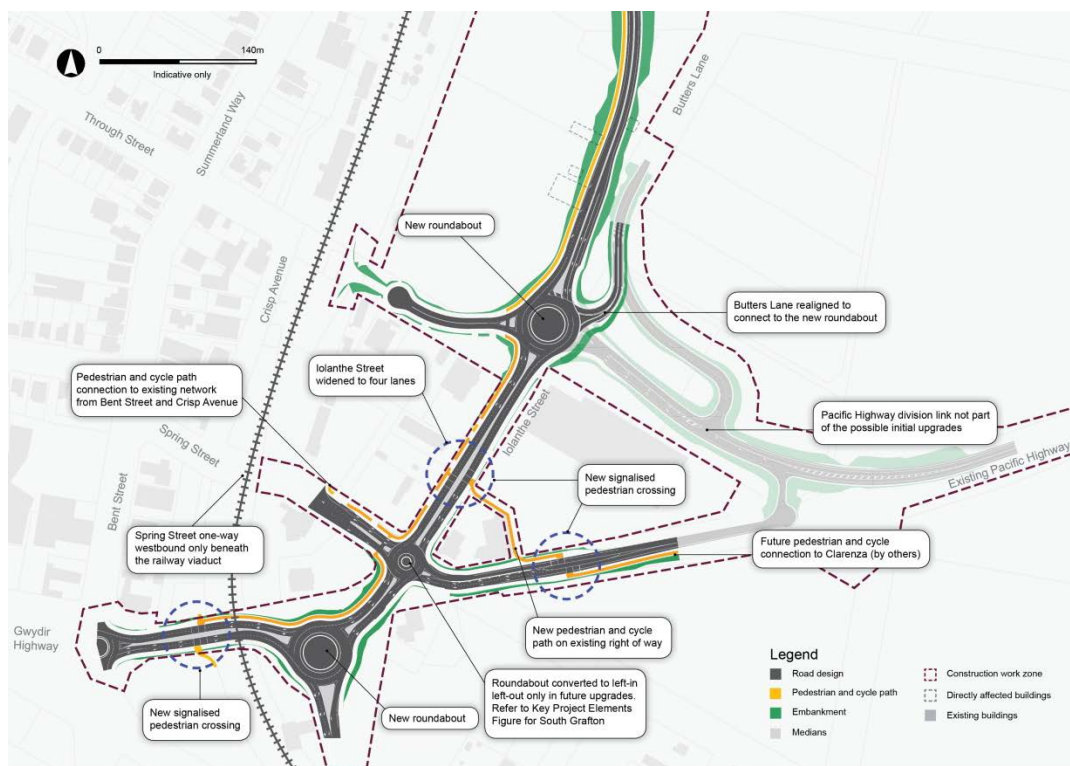 0
140m
Indicative only
Through Street
Summerland Way
Crisp Avenue
Butters Lane
New roundabout
Butters Lane realigned to
connect to the new roundabout
Iolanthe Street
widened to four lanes
Pedestrian and cycle path
connection to existing network
from Bent Street and Crisp Avenue
Iolanthe Street
Pacific Highway division link not part
of the possible initial upgrades
Spring Street
Bent Street
Existing Pacific Highway
New signalised
pedestrian crossing
Spring Street one-way
westbound only beneath
the railway viaduct
Future pedestrian and cycle
connection to Clarenza (by others)
Gwydir
Highway
New pedestrian and cycle
path on existing right of way
Roundabout converted to left-in
left-out only in future upgrades.
Refer to Key Project Elements
Figure for South Grafton
New signalised
pedestrian crossing
New roundabout
Legend
Road design
Pedestrian and cycle path
Embankment
Medians
Construction work zone
Directly affected buildings
Existing buildings